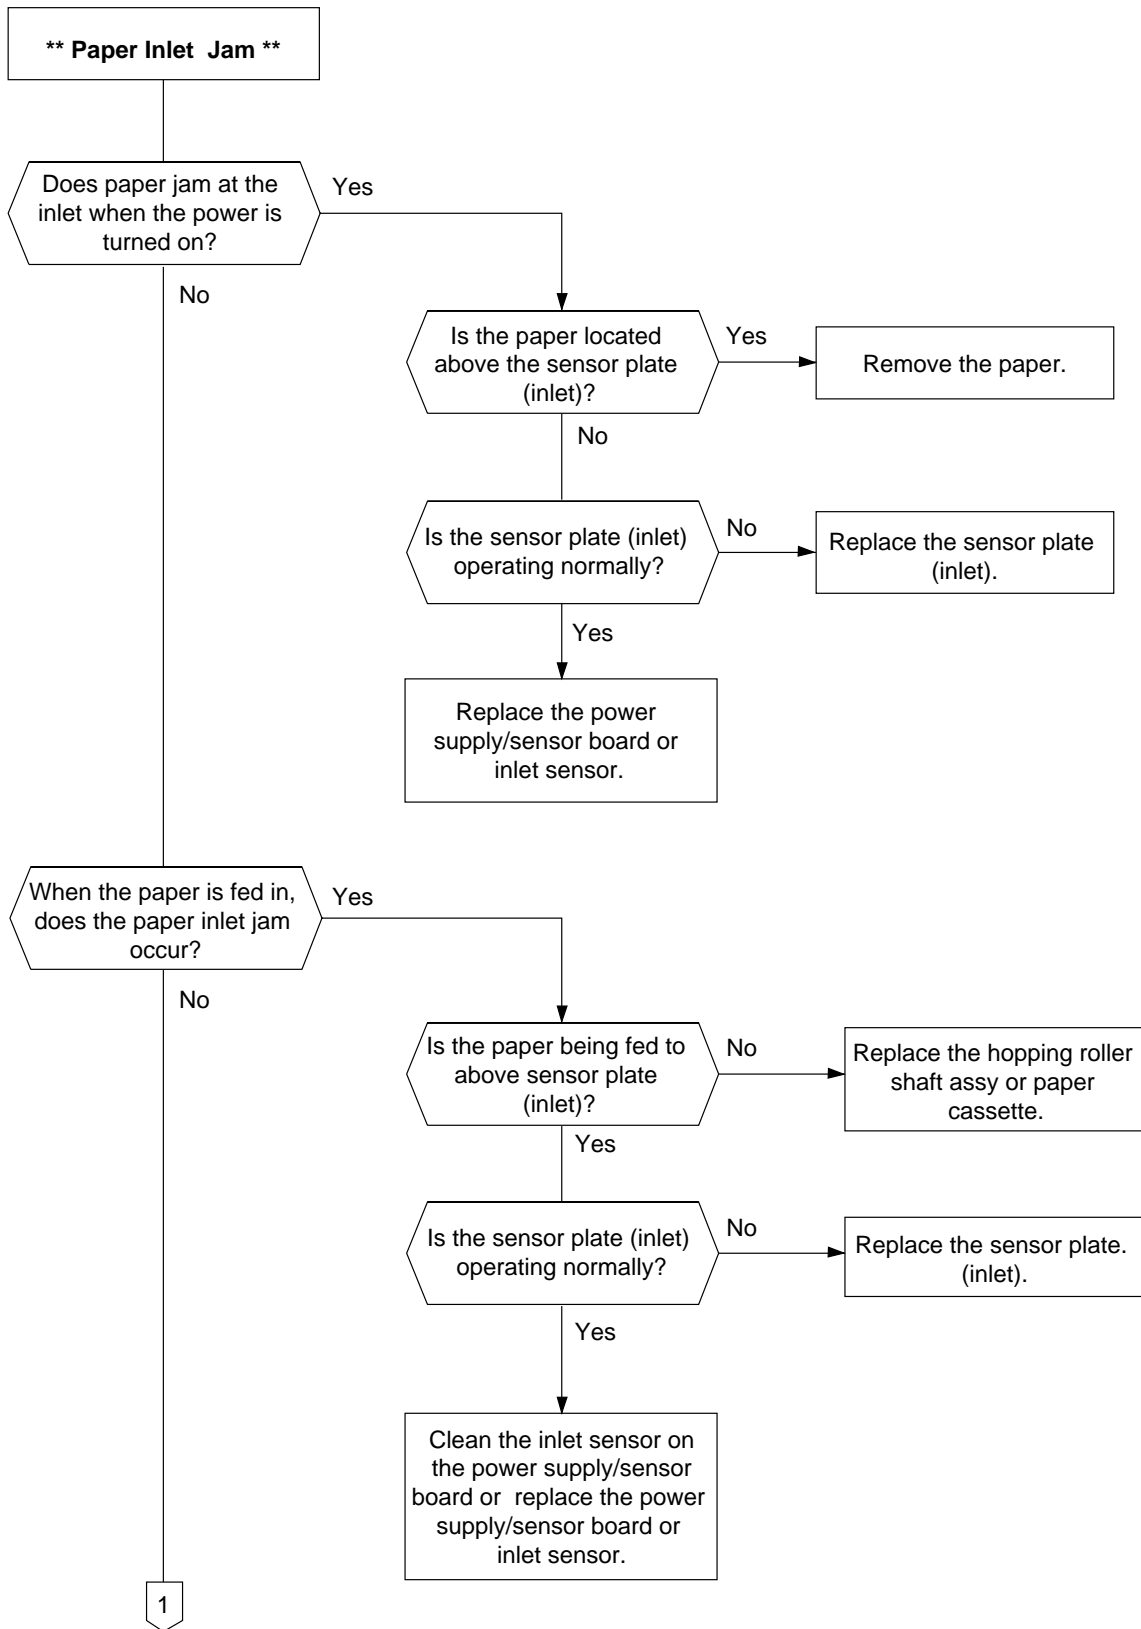 ** Paper Inlet  Jam **
Does paper jam at the
inlet when the power is
turned on?
Yes
No
Is the paper located
above the sensor plate
(inlet)?
Yes
Remove the paper.
No
Is the sensor plate (inlet)
operating normally?
No
Replace the sensor plate
(inlet).
Yes
Replace the power
supply/sensor board or
inlet sensor.
When the paper is fed in,
does the paper inlet jam
occur?
Yes
No
Is the paper being fed to
above sensor plate
(inlet)?
No
Replace the hopping roller
shaft assy or paper
cassette.
Yes
Is the sensor plate (inlet)
operating normally?
No
Replace the sensor plate.
(inlet).
Yes
Clean the inlet sensor on
the power supply/sensor
board or  replace the power
supply/sensor board or
inlet sensor.
1